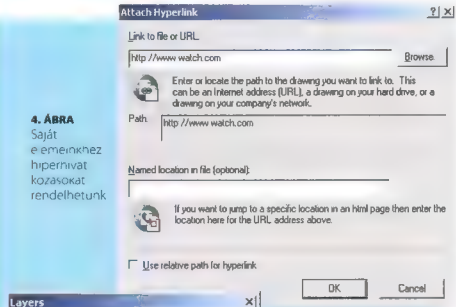 Attach Hyperlink
Link to file or URL
http //www watch.com
Browse.
Enter or locate the path to the drawing you want to link to. This
can be an Internet address (URL), a drawing on your hard drive, or a
drawing on your company's network.
Path
http //www watch.com
Named location in file (optional):
If you want to jump to a specific location in an html page then enter the
location here for the URL address above.
Use relative path for hyperlink
OK
Cancel
4. ÁBRA
Saját
elemeinkhez
hiperhivat
kozásokat
rendelhetünk
Layers